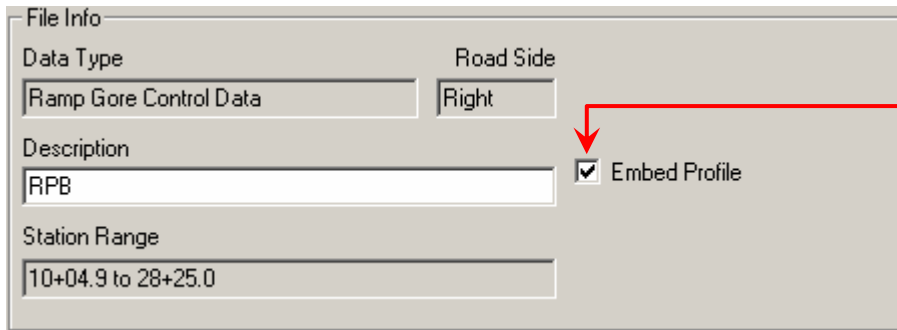 File Info
Data Type Road Side
Ramp Gore Control Data Right
Description
RPB Embed Profile
Station Range
10+04.9 to 28+25.0